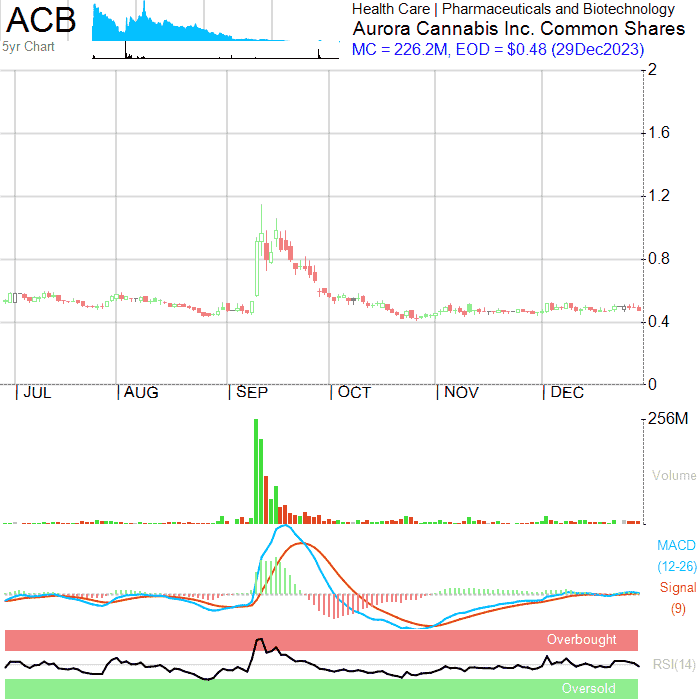 ACB
5yr Chart
Health Care | Pharmaceuticals and Biotechnology
Aurora Cannabis Inc. Common Shares
MC = 226.2M, EOD = $0.48 (29Dec2023)
2
1.6
1.2
0.8
0.4
0
JUL
AUG
SEP
OCT
NOV
DEC
256M
Volume
MACD
(12-26)
Signal
(9)
Overbought
RSI(14)
Oversold